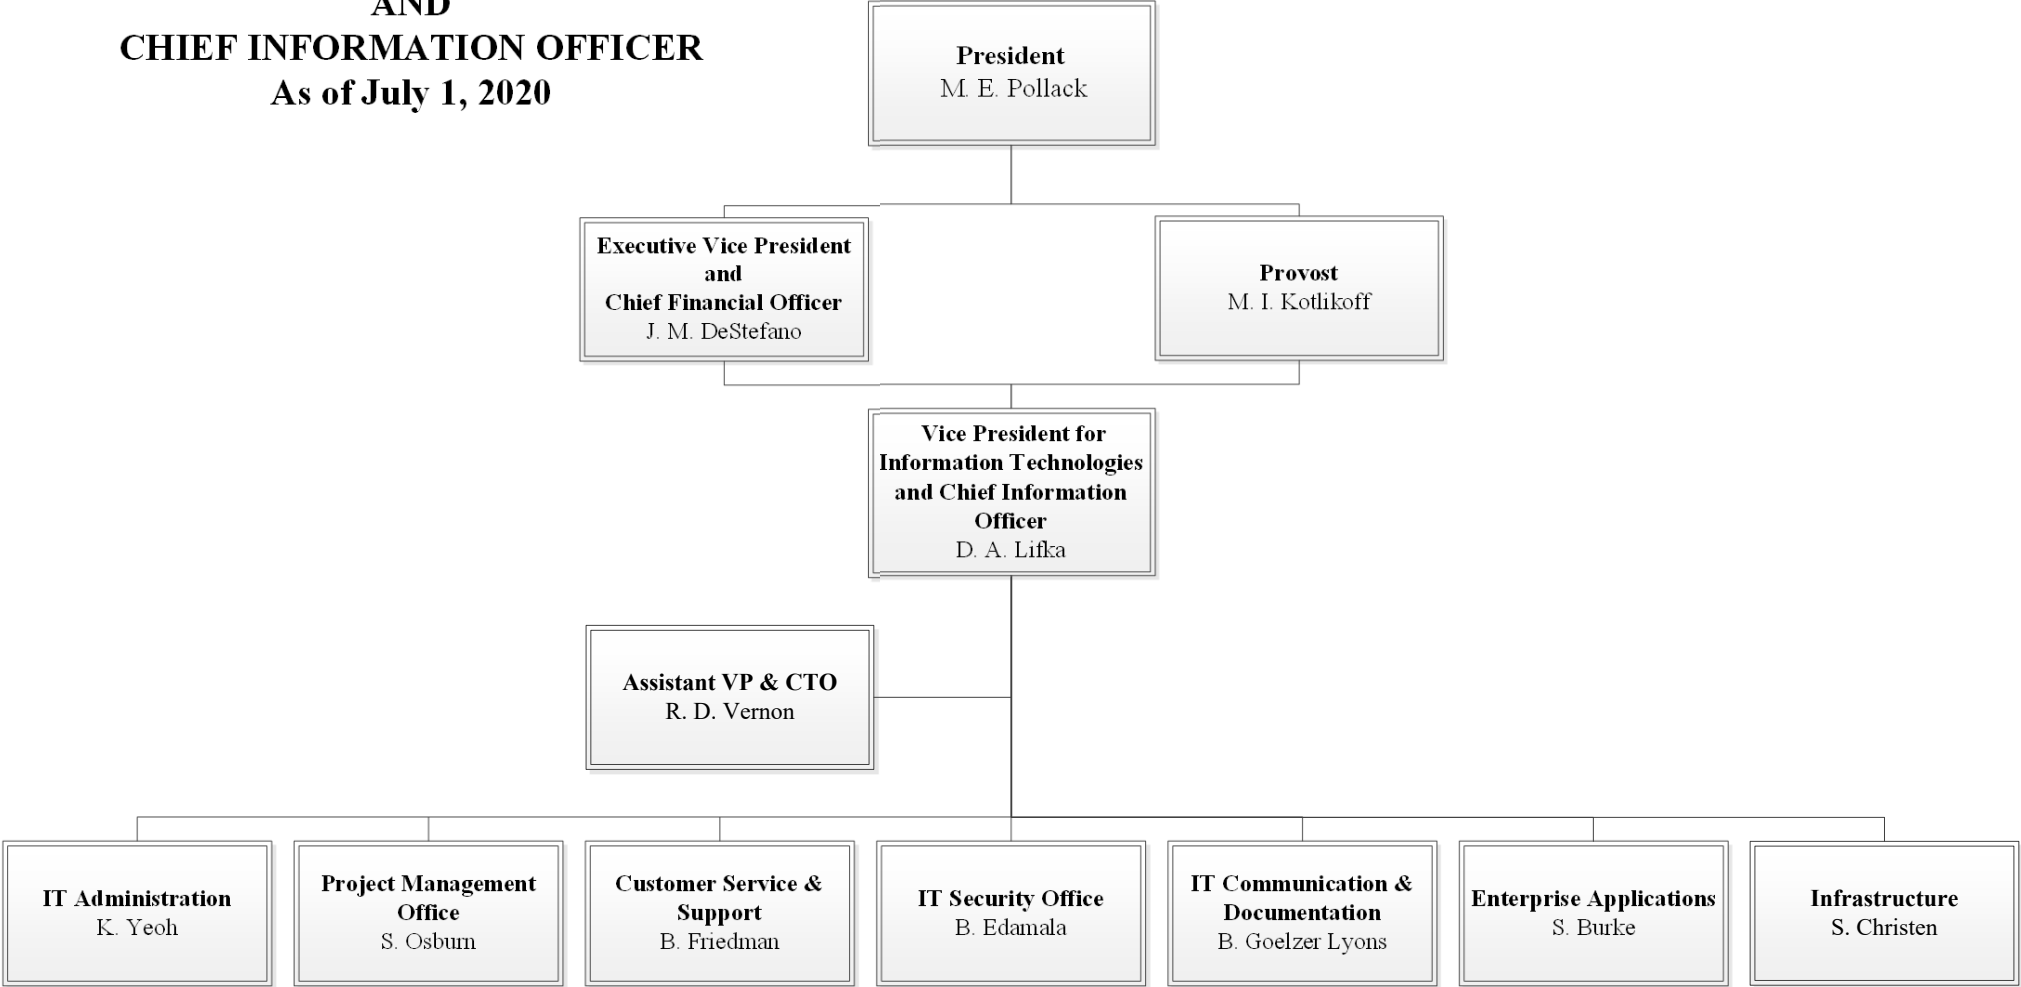 AND
CHIEF INFORMATION OFFICER
As of July 1, 2020
President
M. E. Pollack
Executive Vice President
and
Chief Financial Officer
J. M. DeStefano
Provost
M. I. Kotlikoff
Vice President for
Information Technologies
and Chief Information
Officer
D. A. Lifka
Assistant VP & CTO
R. D. Vernon
IT Administration
K. Yeoh
Project Management
Office
S. Osburn
Customer Service &
Support
B. Friedman
IT Security Office
B. Edamala
IT Communication &
Documentation
B. Goelzer Lyons
Enterprise Applications
S. Burke
Infrastructure
S. Christen